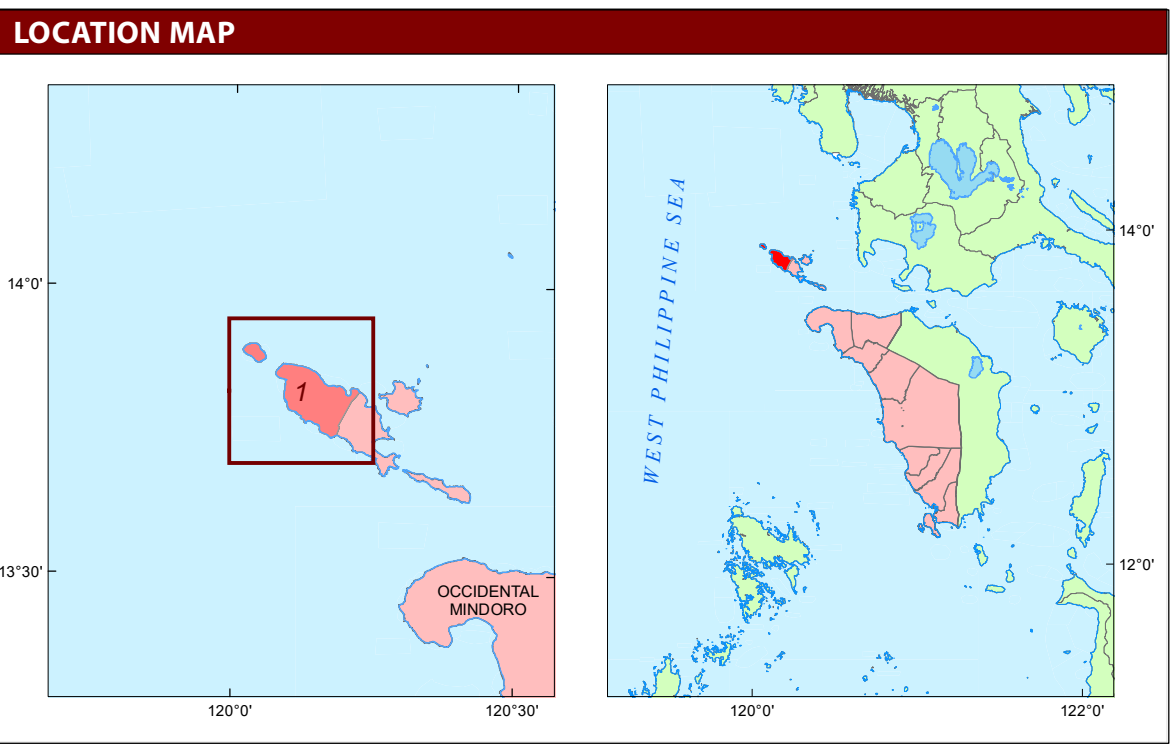 LOCATION MAP
14°0'
13°30'
120°0'
120°30'
1
OCCIDENTAL
MINDORO
WEST PHILIPPINE SEA
14°0'
12°0'
120°0'
122°0'